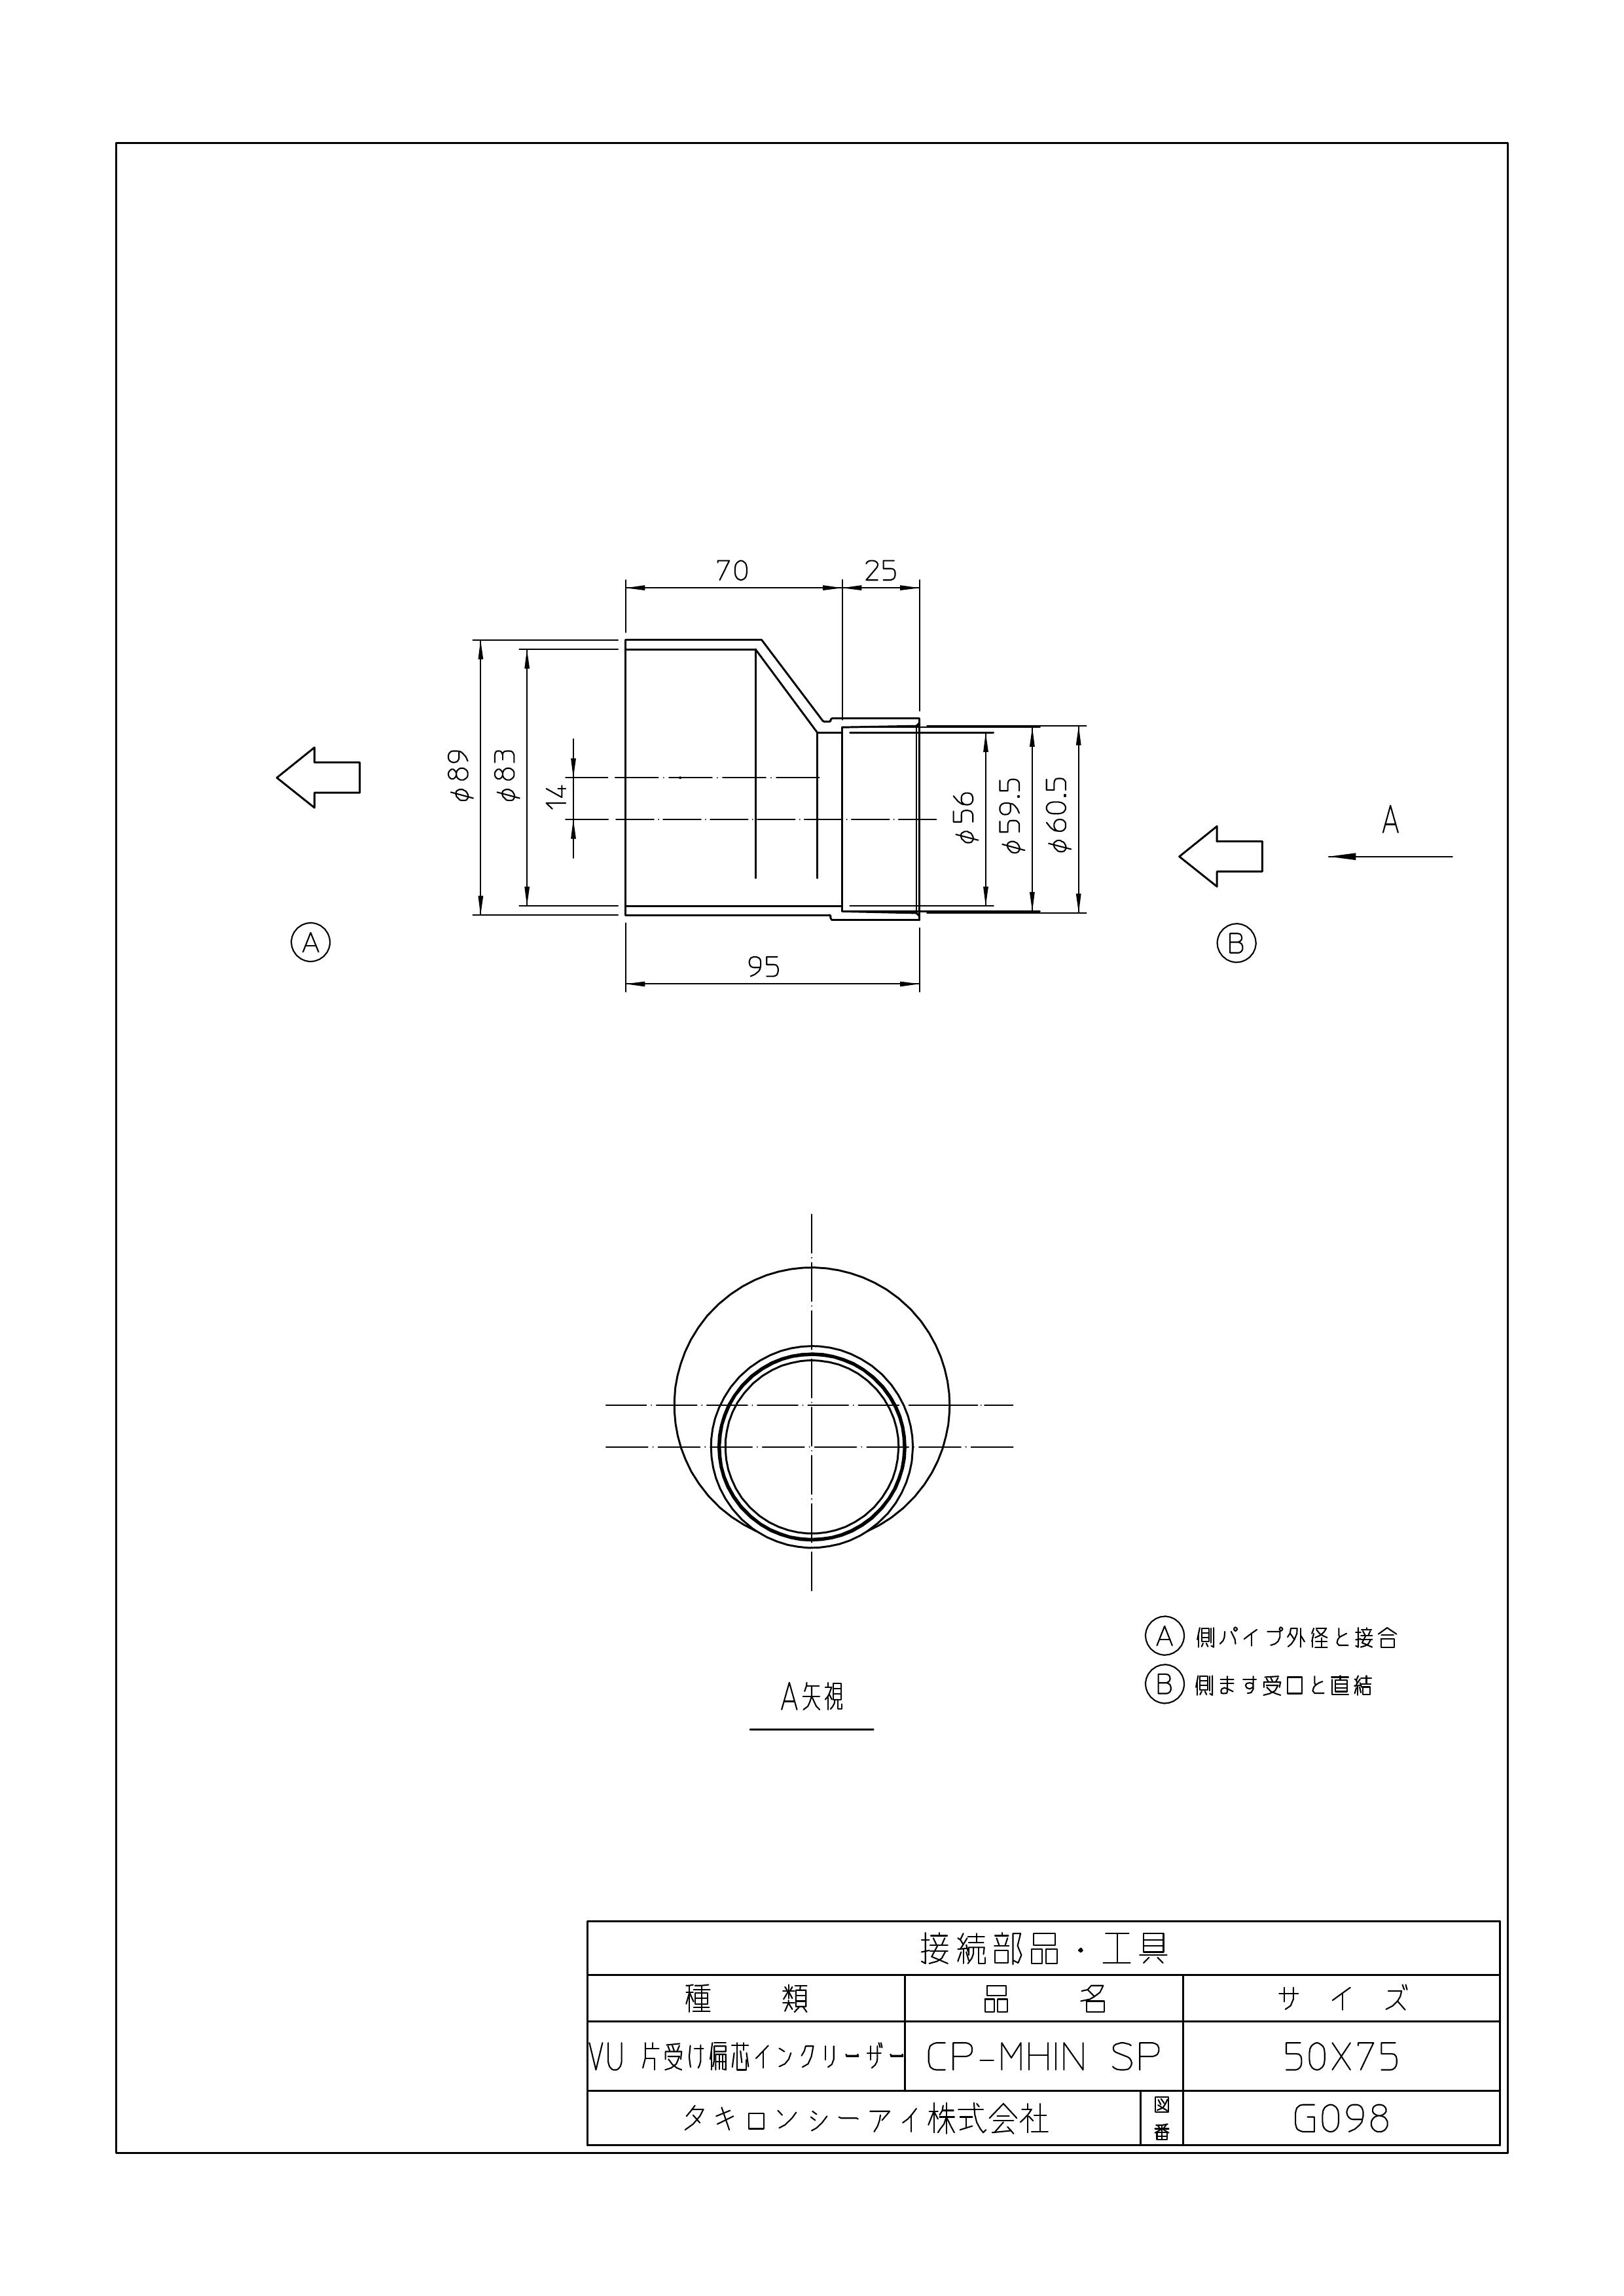 70 25
φ89
φ83
14
φ56
φ59.5
φ60.5
A
A
B
95
A 側パイプ外径と接合
B 側ます受口と直結
A矢視
接続部品・工具
種 類 品 名 サ イ ズ
VU 片受け偏芯インクリーザー CP-MHIN SP 50X75
タキロンシーアイ株式会社 図番 G098